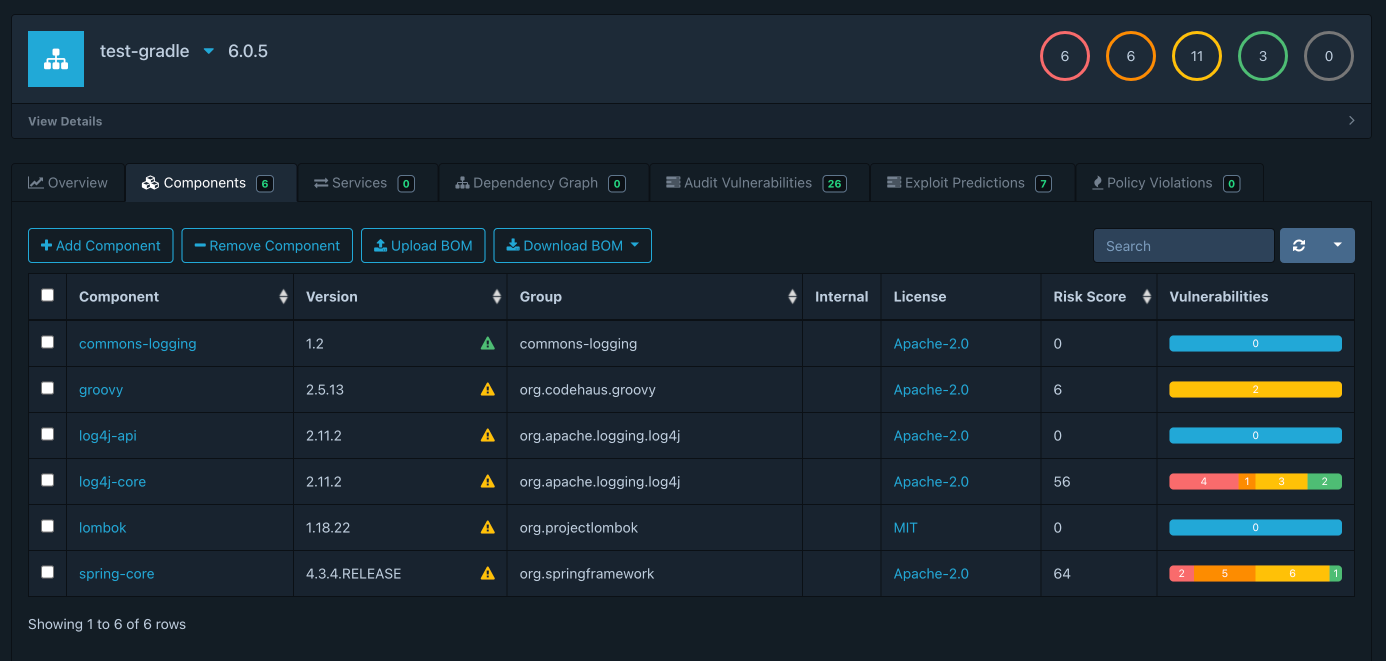 test-gradle 6.0.5 6 6 11 3 0
View Details
Overview Components 6 Services 0 Dependency Graph 0 Audit Vulnerabilities 26 Exploit Predictions 7 Policy Violations 0
Add Component Remove Component Upload BOM Download BOM Search
Component Version Group Internal License Risk Score Vulnerabilities
commons-logging 1.2 commons-logging Apache-2.0 0 0
groovy 2.5.13 org.codehaus.groovy Apache-2.0 6 2
log4j-api 2.11.2 org.apache.logging.log4j Apache-2.0 0 0
log4j-core 2.11.2 org.apache.logging.log4j Apache-2.0 56 4 1 3 2
lombok 1.18.22 org.projectlombok MIT 0 0
spring-core 4.3.4.RELEASE org.springframework Apache-2.0 64 2 5 6 1
Showing 1 to 6 of 6 rows